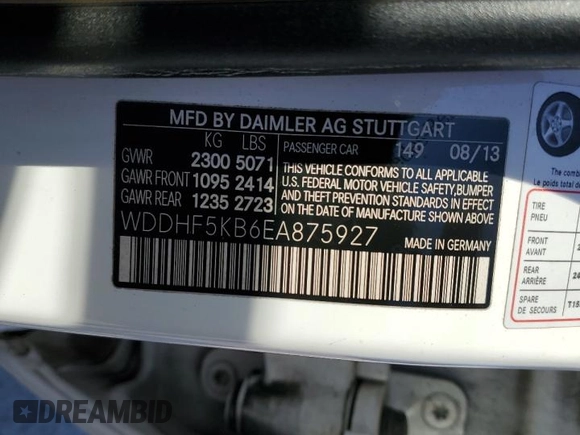 MFD BY DAIMLER AG STUTTGART
KG LBS
GVWR 2300 5071
GAWR FRONT 1095 2414
GAWR REAR 1235 2723
PASSENGER CAR 149 08/13
THIS VEHICLE CONFORMS TO ALL APPLICABLE
U.S. FEDERAL MOTOR VEHICLE SAFETY, BUMPER
AND THEFT PREVENTION STANDARDS IN EFFECT
ON THE DATE OF MANUFACTURE SHOWN ABOVE.
WDDHF5KB6EA875927
MADE IN GERMANY
Le poids total
TIRE
PNEU
FRONT
AVANT
REAR
ARRIÈRE
SPARE
DE SECOURS
DREAMBID